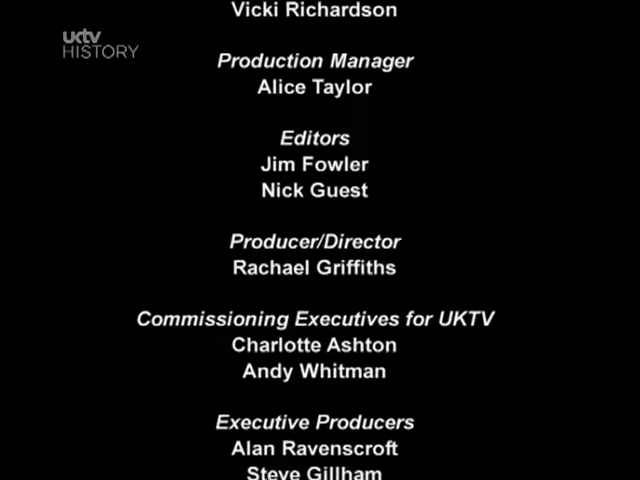 Vicki Richardson
uktv
HISTORY
Production Manager
Alice Taylor
Editors
Jim Fowler
Nick Guest
Producer/Director
Rachael Griffiths
Commissioning Executives for UKTV
Charlotte Ashton
Andy Whitman
Executive Producers
Alan Ravenscroft
Steve Gillham